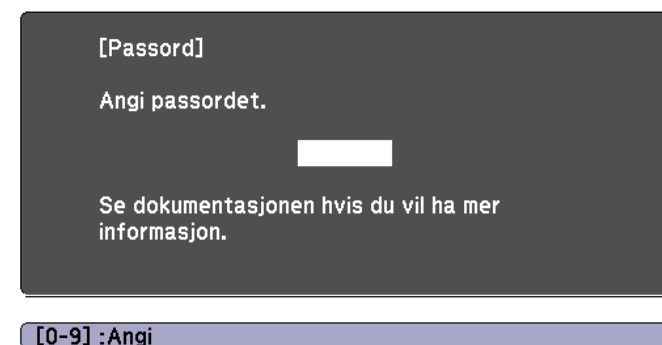 [Passord]
Angi passordet.
Se dokumentasjonen hvis du vil ha mer
informasjon.
[0-9] :Angi